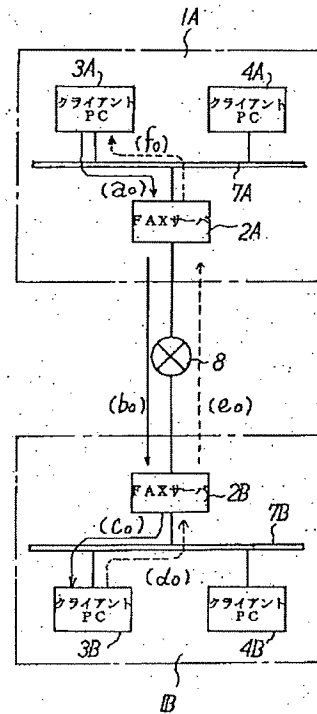 1A
3A
4A
クライアント
PC
クライアント
PC
(f0)
7A
(a0)
FAXサーバ
2A
8
(b0)
(e0)
FAXサーバ
2B
7B
(c0)
(d0)
クライアント
PC
クライアント
PC
3B
4B
1B